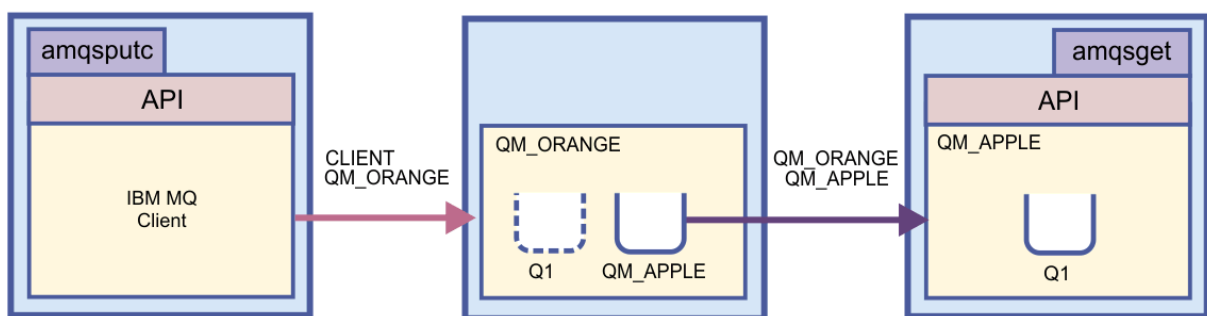 amqsputc
API
IBM MQ
Client
CLIENT
QM_ORANGE
QM_ORANGE
Q1
QM_APPLE
QM_ORANGE
QM_APPLE
amqsget
API
QM_APPLE
Q1